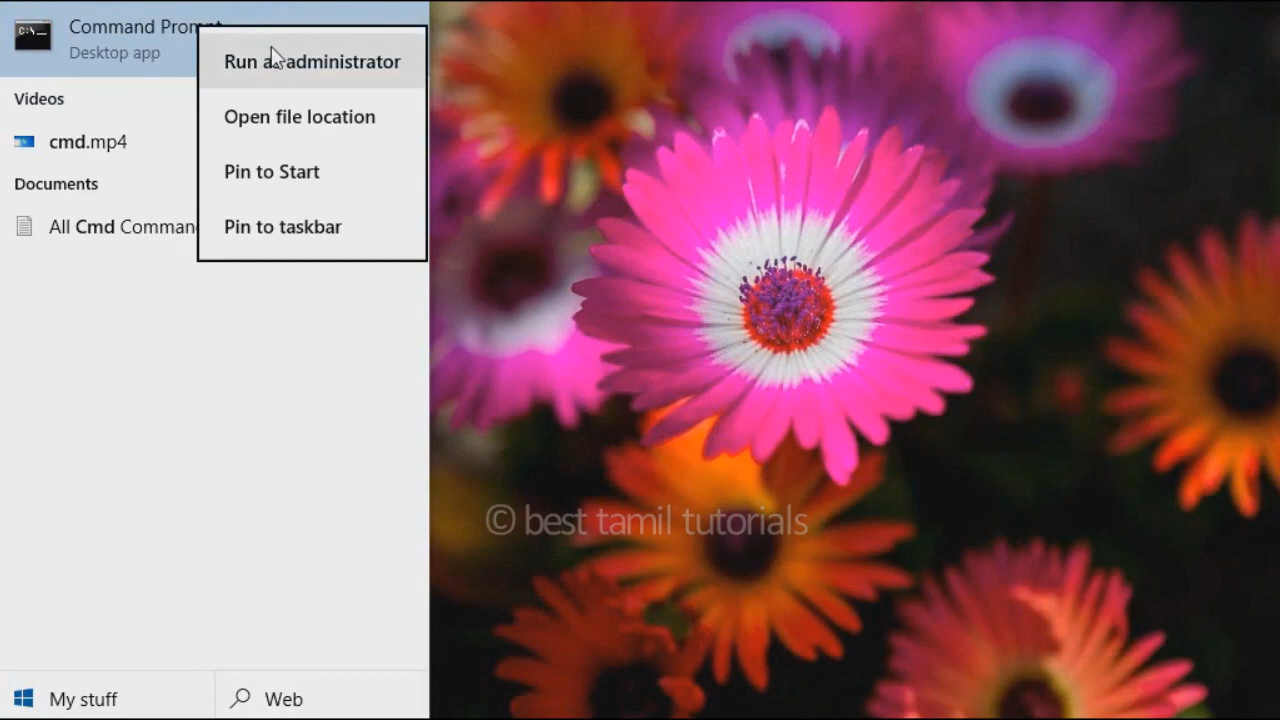 Command Prompt
Desktop app
Run as administrator
Open file location
Pin to Start
Pin to taskbar
Videos
cmd.mp4
Documents
All Cmd Comman
© best tamil tutorials
My stuff
Web